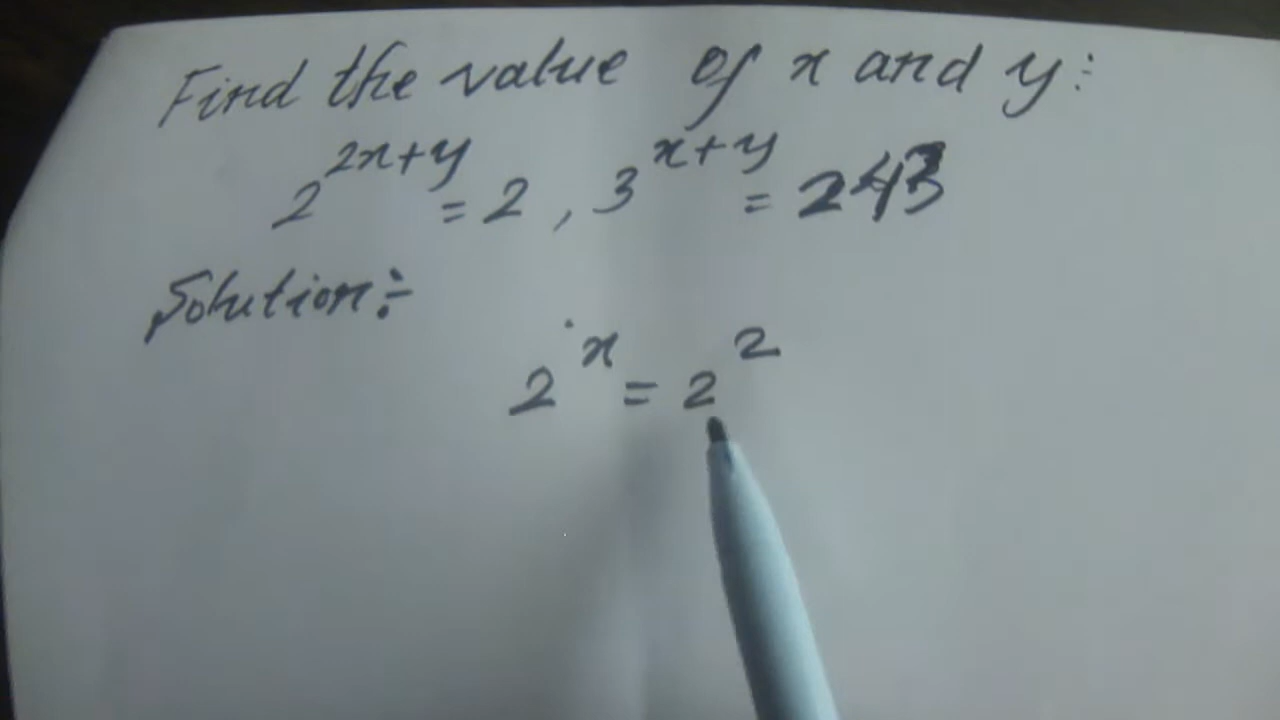 Find the value of x and y:
2^{2x+y} = 2 , 3^{x+y} = 243
Solution:-
2^x = 2^2